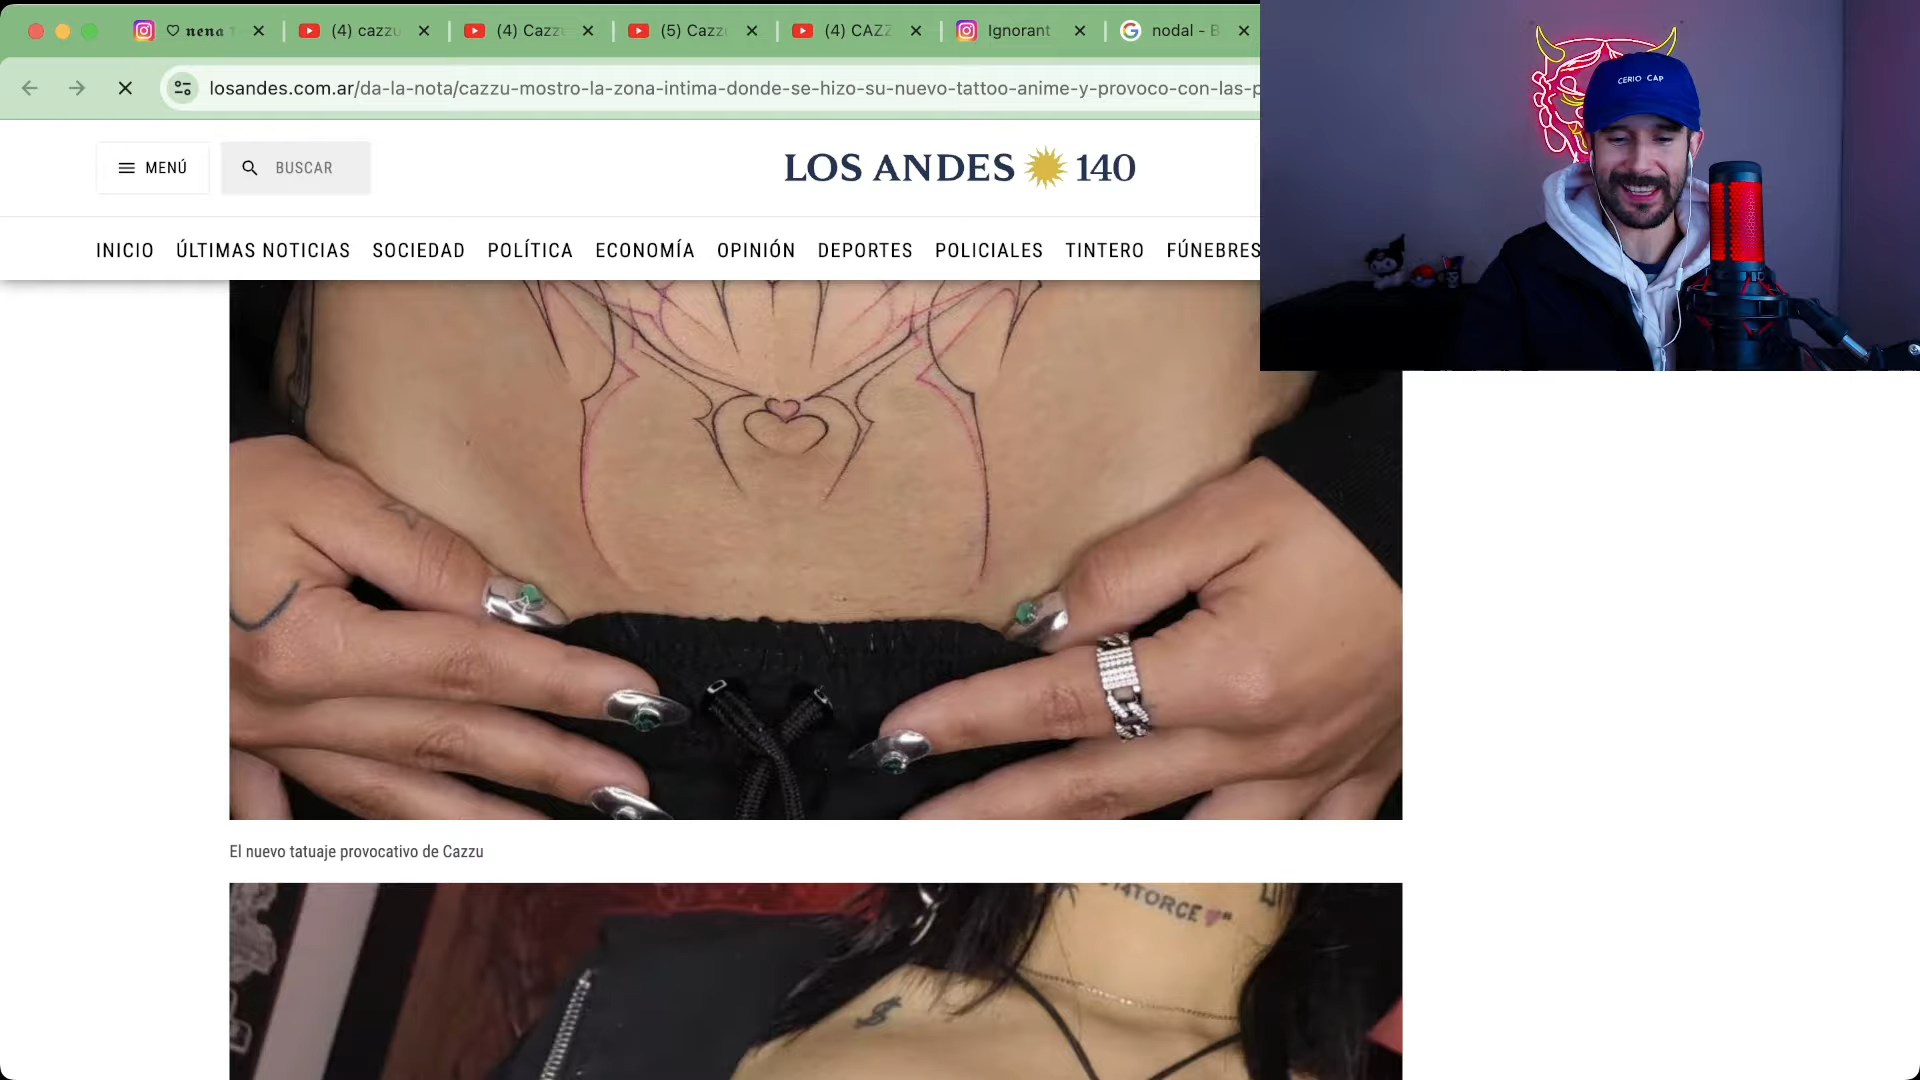 ♡ nena
(4) cazzu
(4) Cazzu
(5) Cazz
(4) CAZZ
Ignorant
nodal - B
losandes.com.ar/da-la-nota/cazzu-mostro-la-zona-intima-donde-se-hizo-su-nuevo-tattoo-anime-y-provoco-con-las-p
CERIO CAP
MENÚ
BUSCAR
LOS ANDES 140
INICIO ÚLTIMAS NOTICIAS SOCIEDAD POLÍTICA ECONOMÍA OPINIÓN DEPORTES POLICIALES TINTERO FÚNEBRES
El nuevo tatuaje provocativo de Cazzu
14TORCE
$